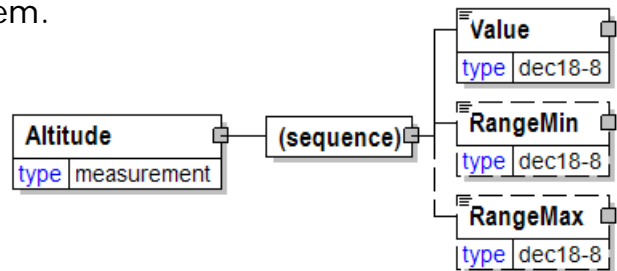 em.
Value
type dec18-8
Altitude
type measurement
(sequence)
RangeMin
type dec18-8
RangeMax
type dec18-8